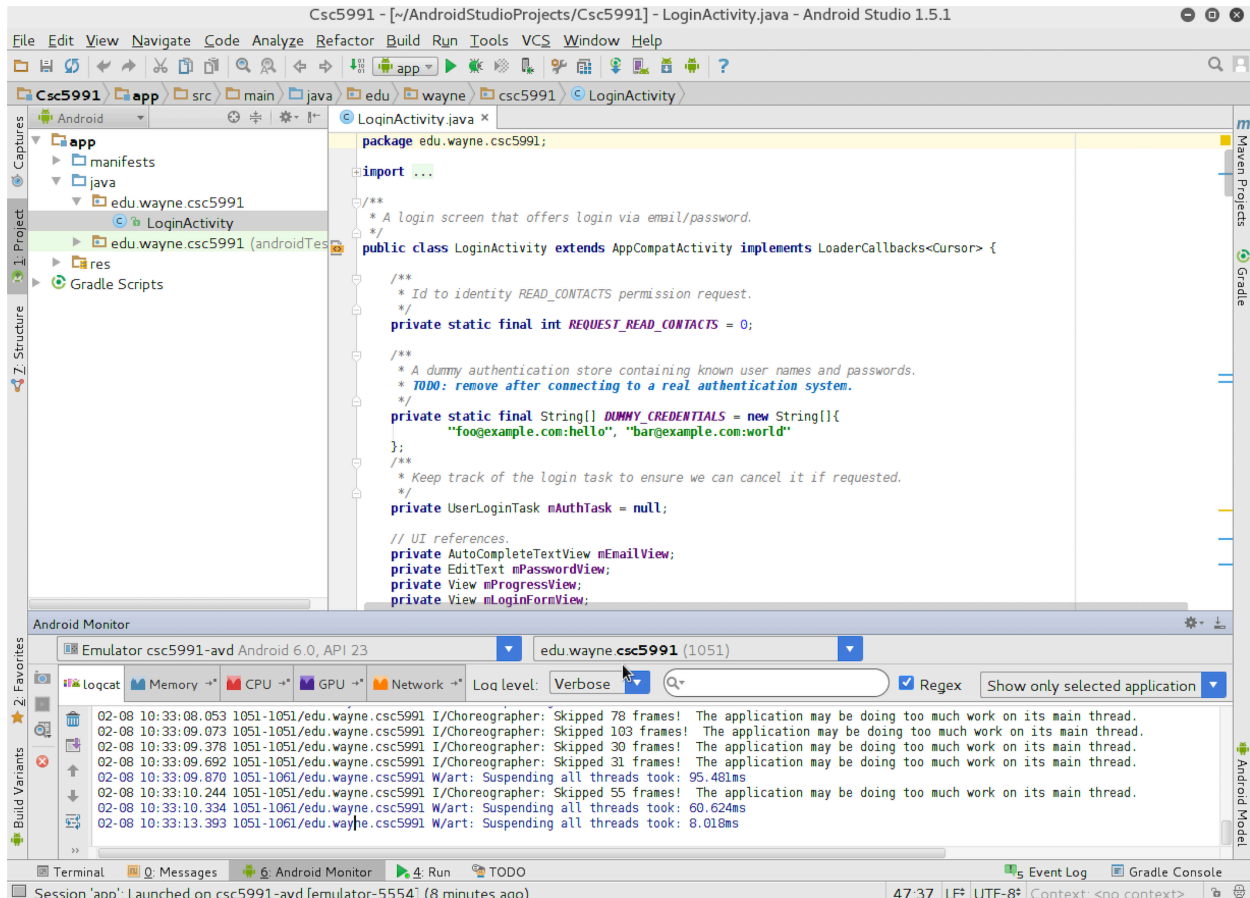 Csc5991 - [~/AndroidStudioProjects/Csc5991] - LoginActivity.java - Android Studio 1.5.1
File Edit View Navigate Code Analyze Refactor Build Run Tools VCS Window Help
app
Csc5991 app src main java edu wayne csc5991 LoginActivity
Captures
1: Project
7: Structure
2: Favorites
Build Variants
Android
app
manifests
java
edu.wayne.csc5991
LoginActivity
edu.wayne.csc5991 (androidTes
res
Gradle Scripts
LoginActivity.java
package edu.wayne.csc5991;
import ...
/**
* A login screen that offers login via email/password.
*/
public class LoginActivity extends AppCompatActivity implements LoaderCallbacks<Cursor> {
/**
* Id to identity READ_CONTACTS permission request.
*/
private static final int REQUEST_READ_CONTACTS = 0;
/**
* A dummy authentication store containing known user names and passwords.
* TODO: remove after connecting to a real authentication system.
*/
private static final String[] DUMMY_CREDENTIALS = new String[]{
"foo@example.com:hello", "bar@example.com:world"
};
/**
* Keep track of the login task to ensure we can cancel it if requested.
*/
private UserLoginTask mAuthTask = null;
// UI references.
private AutoCompleteTextView mEmailView;
private EditText mPasswordView;
private View mProgressView;
private View mLoginFormView;
m Maven Projects
Gradle
Android Model
Android Monitor
Emulator csc5991-avd Android 6.0, API 23 edu.wayne.csc5991 (1051)
logcat Memory CPU GPU Network Log level: Verbose Regex Show only selected application
02-08 10:33:08.053 1051-1051/edu.wayne.csc5991 I/Choreographer: Skipped 78 frames! The application may be doing too much work on its main thread.
02-08 10:33:09.073 1051-1051/edu.wayne.csc5991 I/Choreographer: Skipped 103 frames! The application may be doing too much work on its main thread.
02-08 10:33:09.378 1051-1051/edu.wayne.csc5991 I/Choreographer: Skipped 30 frames! The application may be doing too much work on its main thread.
02-08 10:33:09.692 1051-1051/edu.wayne.csc5991 I/Choreographer: Skipped 31 frames! The application may be doing too much work on its main thread.
02-08 10:33:09.870 1051-1061/edu.wayne.csc5991 W/art: Suspending all threads took: 95.481ms
02-08 10:33:10.244 1051-1051/edu.wayne.csc5991 I/Choreographer: Skipped 55 frames! The application may be doing too much work on its main thread.
02-08 10:33:10.334 1051-1061/edu.wayne.csc5991 W/art: Suspending all threads took: 60.624ms
02-08 10:33:13.393 1051-1061/edu.wayne.csc5991 W/art: Suspending all threads took: 8.018ms
Terminal 0: Messages 6: Android Monitor 4: Run TODO 5 Event Log Gradle Console
Session 'app': Launched on csc5991-avd [emulator-5554] (8 minutes ago) 47:37 LF UTF-8 Context: <no context>